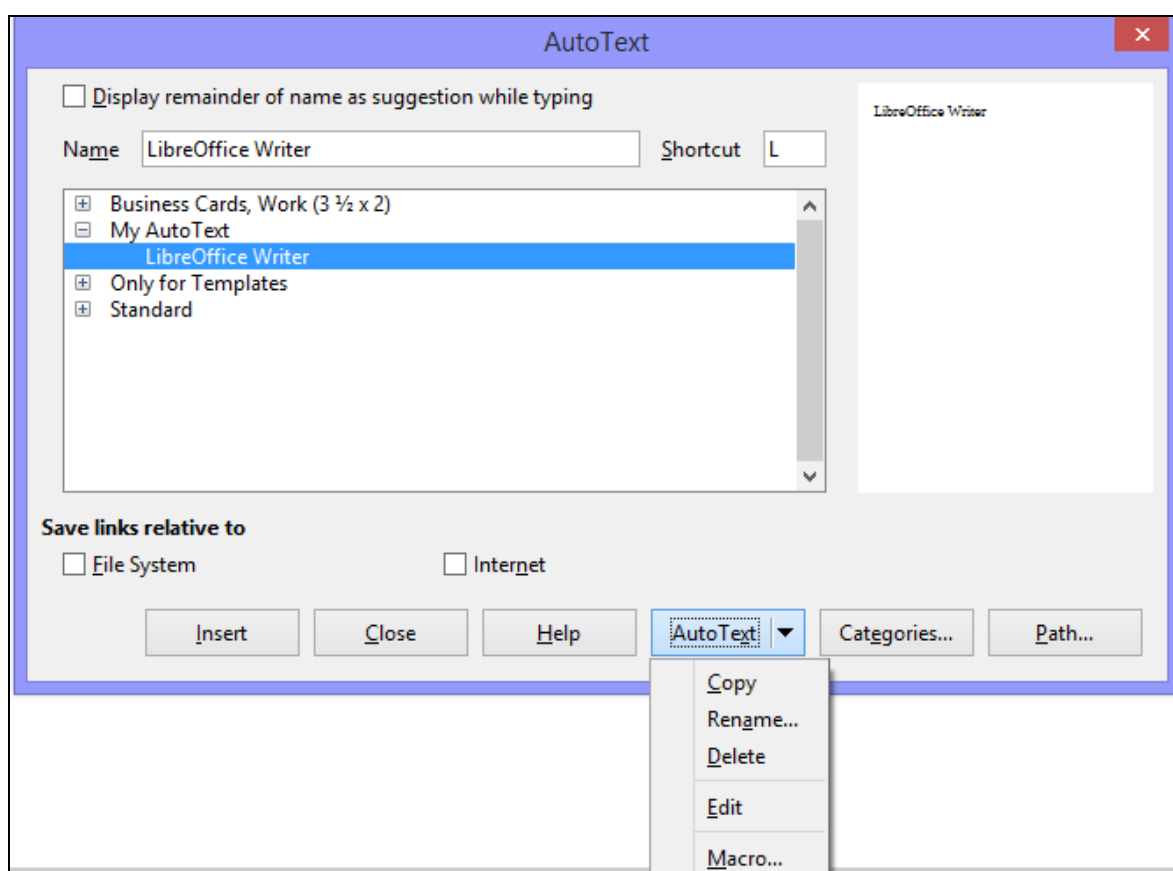 AutoText
Display remainder of name as suggestion while typing
Name LibreOffice Writer Shortcut L
LibreOffice Writer
Business Cards, Work (3 ½ x 2)
My AutoText
LibreOffice Writer
Only for Templates
Standard
Save links relative to
File System Internet
Insert Close Help AutoText Categories... Path...
Copy
Rename...
Delete
Edit
Macro...